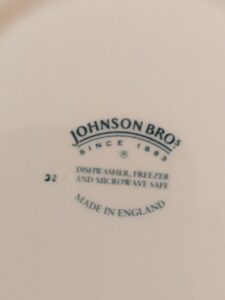 JOHNSON BROS
SINCE 1883
®
32
DISHWASHER, FREEZER
AND MICROWAVE SAFE
MADE IN ENGLAND